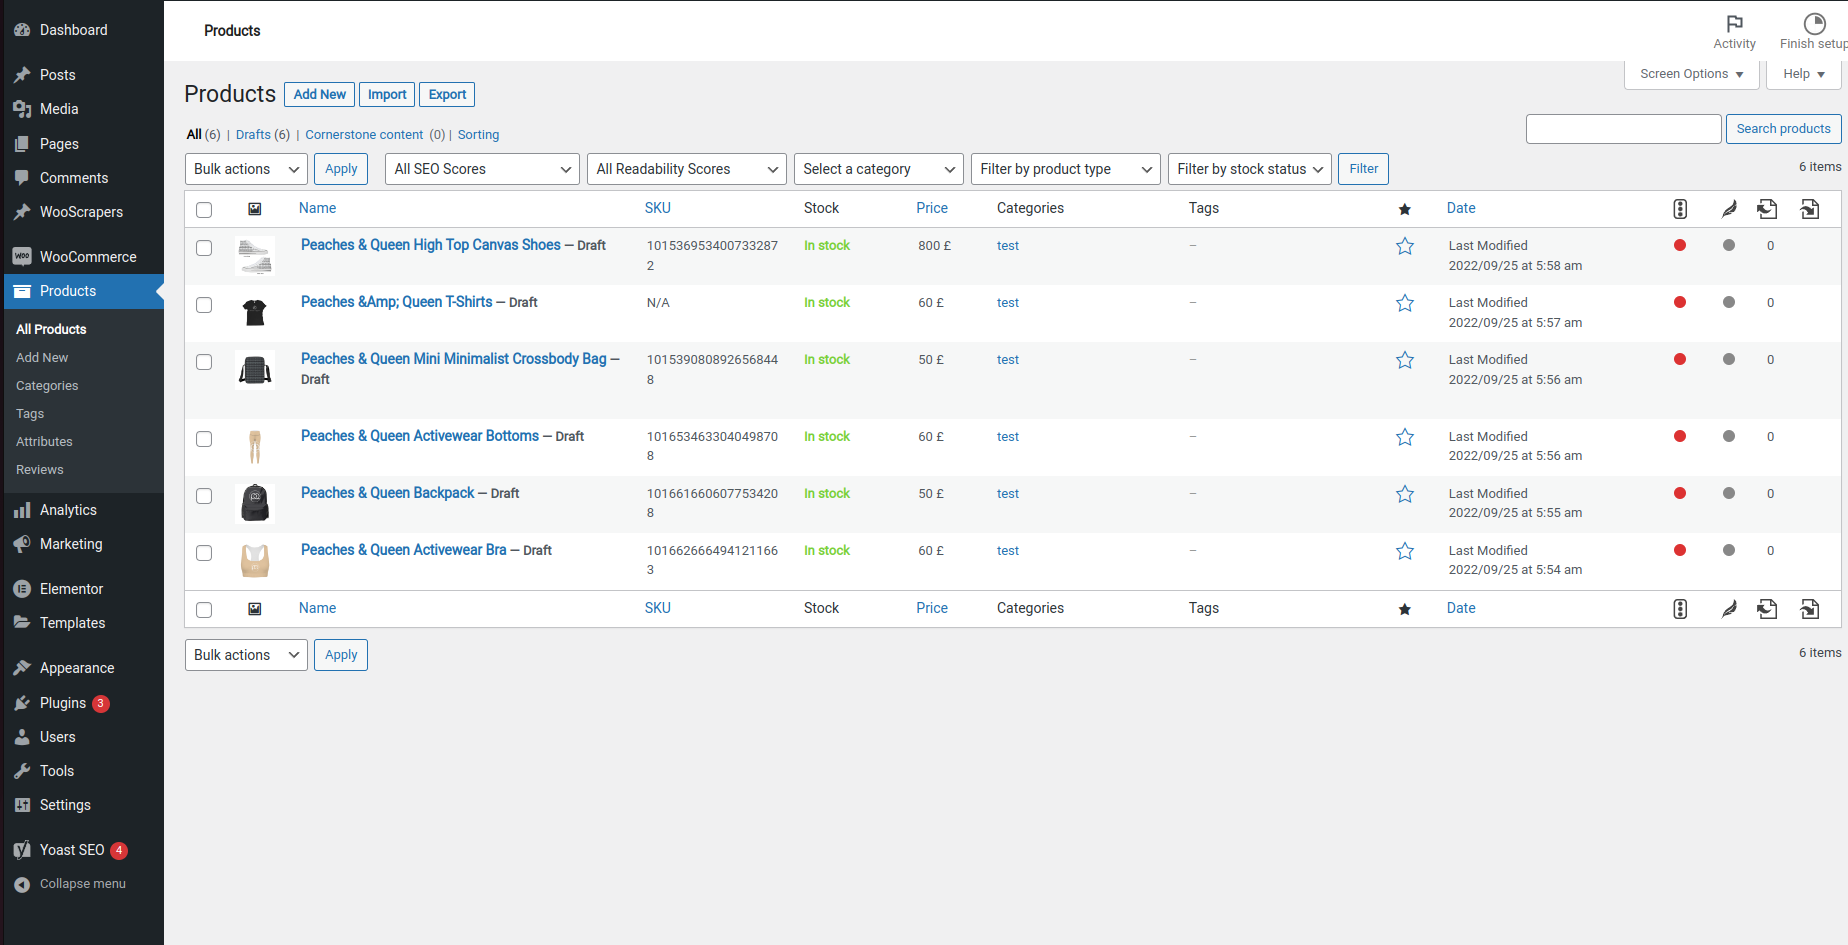 Dashboard
Posts
Media
Pages
Comments
WooScrapers
WooCommerce
Products
All Products
Add New
Categories
Tags
Attributes
Reviews
Analytics
Marketing
Elementor
Templates
Appearance
Plugins 3
Users
Tools
Settings
Yoast SEO 4
Collapse menu
Products
Activity
Finish setup
Screen Options
Help
Products Add New Import Export
All (6) | Drafts (6) | Cornerstone content (0) | Sorting
Search products
Bulk actions Apply All SEO Scores All Readability Scores Select a category Filter by product type Filter by stock status Filter
6 items
Name SKU Stock Price Categories Tags Date
Peaches & Queen High Top Canvas Shoes — Draft 101536953400733287 In stock 800 £ test – Last Modified 0
2 2022/09/25 at 5:58 am
Peaches &Amp; Queen T-Shirts — Draft N/A In stock 60 £ test – Last Modified 0
2022/09/25 at 5:57 am
Peaches & Queen Mini Minimalist Crossbody Bag — 101539080892656844 In stock 50 £ test – Last Modified 0
Draft 8 2022/09/25 at 5:56 am
Peaches & Queen Activewear Bottoms — Draft 101653463304049870 In stock 60 £ test – Last Modified 0
8 2022/09/25 at 5:56 am
Peaches & Queen Backpack — Draft 101661660607753420 In stock 50 £ test – Last Modified 0
8 2022/09/25 at 5:55 am
Peaches & Queen Activewear Bra — Draft 101662666494121166 In stock 60 £ test – Last Modified 0
3 2022/09/25 at 5:54 am
Name SKU Stock Price Categories Tags Date
Bulk actions Apply
6 items